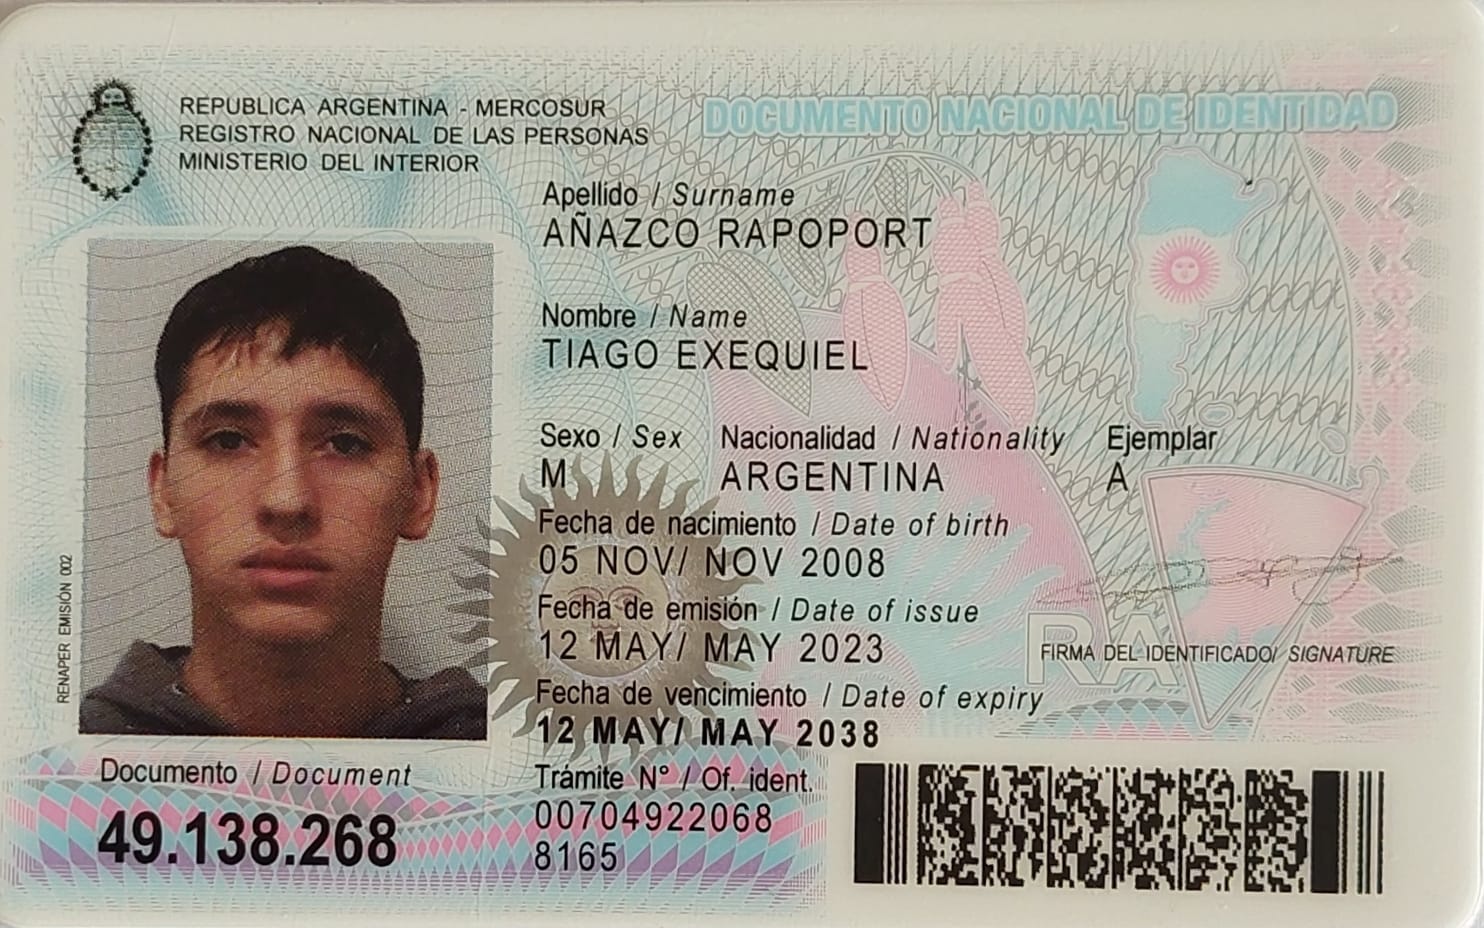 REPUBLICA ARGENTINA - MERCOSUR
REGISTRO NACIONAL DE LAS PERSONAS
MINISTERIO DEL INTERIOR
DOCUMENTO NACIONAL DE IDENTIDAD
Apellido / Surname
AÑAZCO RAPOPORT
Nombre / Name
TIAGO EXEQUIEL
Sexo / Sex Nacionalidad / Nationality Ejemplar
M ARGENTINA A
Fecha de nacimiento / Date of birth
05 NOV/ NOV 2008
Fecha de emisión / Date of issue
12 MAY/ MAY 2023
RA
FIRMA DEL IDENTIFICADO/ SIGNATURE
Fecha de vencimiento / Date of expiry
12 MAY/ MAY 2038
RENAPER EMISIÓN 002
Documento / Document
49.138.268
Trámite N° / Of. ident.
00704922068
8165